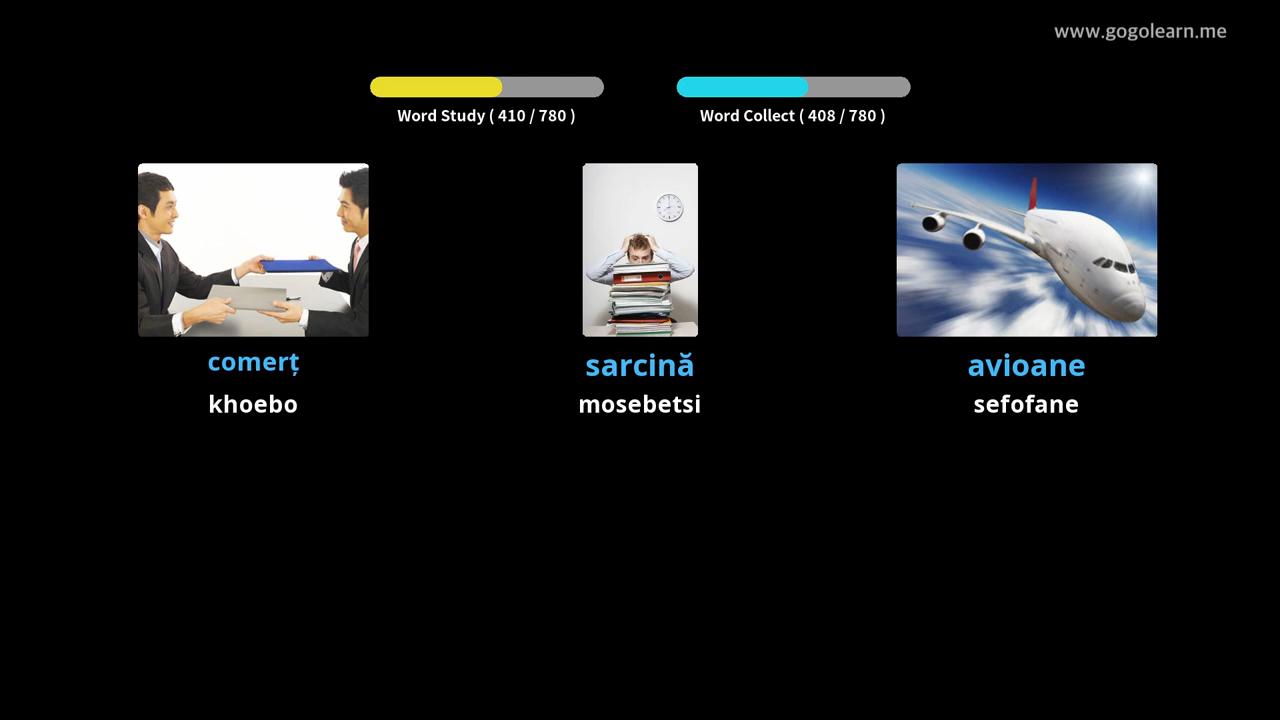 www.gogolearn.me
Word Study ( 410 / 780 )
Word Collect ( 408 / 780 )
comerț
sarcină
avioane
khoebo
mosebetsi
sefofane